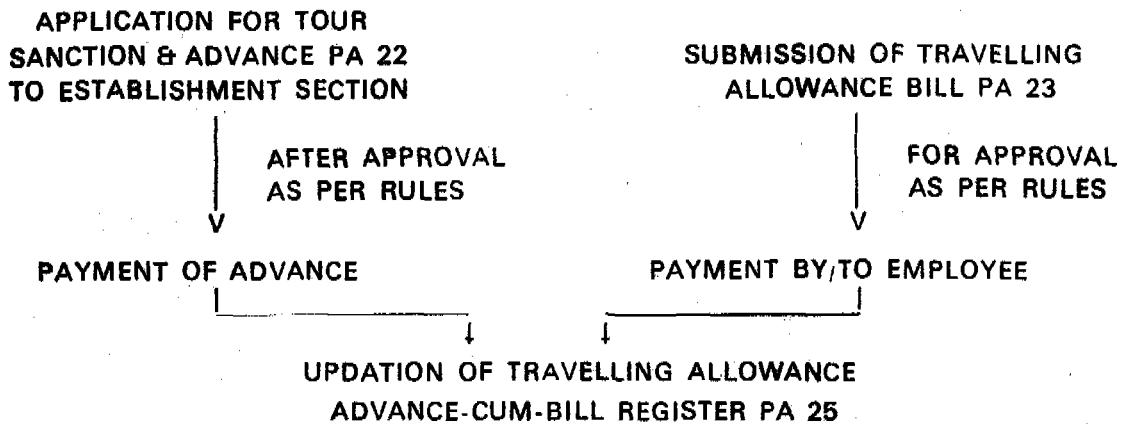 APPLICATION FOR TOUR
SANCTION & ADVANCE PA 22
TO ESTABLISHMENT SECTION
SUBMISSION OF TRAVELLING
ALLOWANCE BILL PA 23
AFTER APPROVAL
AS PER RULES
FOR APPROVAL
AS PER RULES
PAYMENT OF ADVANCE
PAYMENT BY/TO EMPLOYEE
UPDATION OF TRAVELLING ALLOWANCE
ADVANCE-CUM-BILL REGISTER PA 25